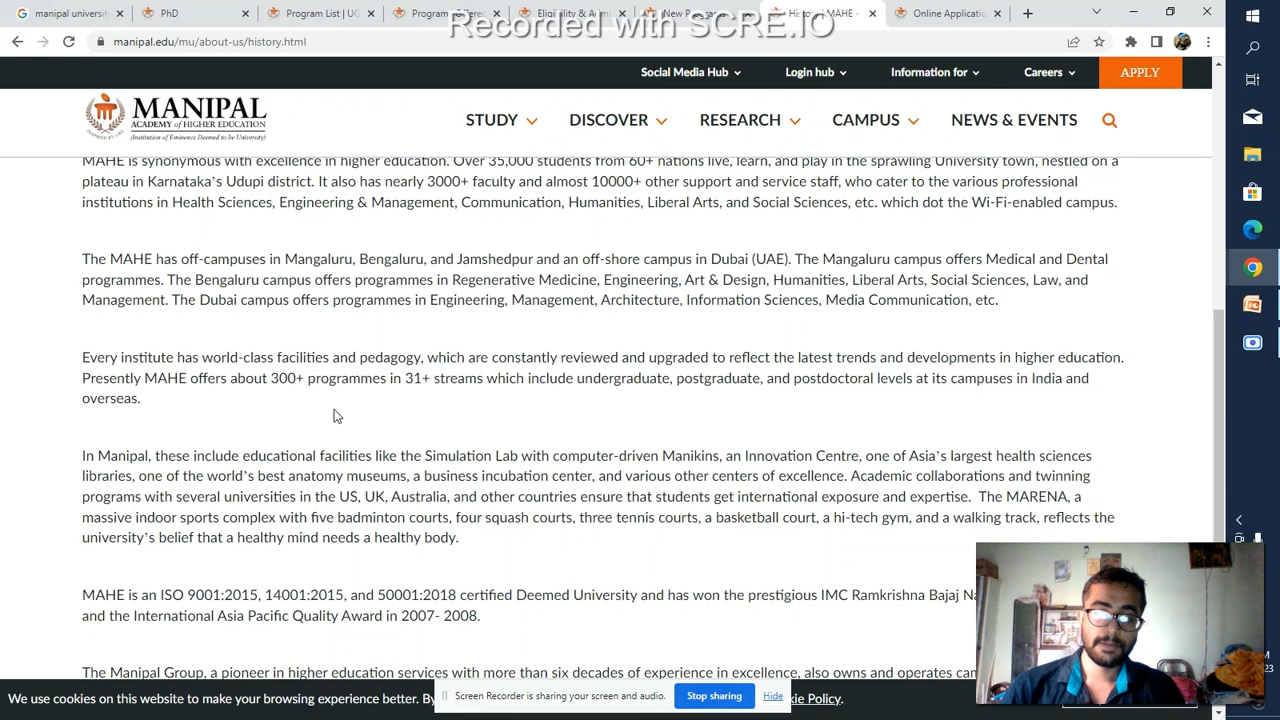 manipal universit
PhD
Program List | UG
Program
Offered
Eligibility & Admi
New Program
History | MAHE -
Online Applicatio
Recorded with SCRE.IO
manipal.edu/mu/about-us/history.html
Social Media Hub
Login hub
Information for
Careers
APPLY
MANIPAL
ACADEMY of HIGHER EDUCATION
(Institution of Eminence Deemed to be University)
INSPIRED BY LIFE
STUDY
DISCOVER
RESEARCH
CAMPUS
NEWS & EVENTS
MAHE is synonymous with excellence in higher education. Over 35,000 students from 60+ nations live, learn, and play in the sprawling University town, nestled on a
plateau in Karnataka's Udupi district. It also has nearly 3000+ faculty and almost 10000+ other support and service staff, who cater to the various professional
institutions in Health Sciences, Engineering & Management, Communication, Humanities, Liberal Arts, and Social Sciences, etc. which dot the Wi-Fi-enabled campus.
The MAHE has off-campuses in Mangaluru, Bengaluru, and Jamshedpur and an off-shore campus in Dubai (UAE). The Mangaluru campus offers Medical and Dental
programmes. The Bengaluru campus offers programmes in Regenerative Medicine, Engineering, Art & Design, Humanities, Liberal Arts, Social Sciences, Law, and
Management. The Dubai campus offers programmes in Engineering, Management, Architecture, Information Sciences, Media Communication, etc.
Every institute has world-class facilities and pedagogy, which are constantly reviewed and upgraded to reflect the latest trends and developments in higher education.
Presently MAHE offers about 300+ programmes in 31+ streams which include undergraduate, postgraduate, and postdoctoral levels at its campuses in India and
overseas.
In Manipal, these include educational facilities like the Simulation Lab with computer-driven Manikins, an Innovation Centre, one of Asia's largest health sciences
libraries, one of the world's best anatomy museums, a business incubation center, and various other centers of excellence. Academic collaborations and twinning
programs with several universities in the US, UK, Australia, and other countries ensure that students get international exposure and expertise. The MARENA, a
massive indoor sports complex with five badminton courts, four squash courts, three tennis courts, a basketball court, a hi-tech gym, and a walking track, reflects the
university's belief that a healthy mind needs a healthy body.
MAHE is an ISO 9001:2015, 14001:2015, and 50001:2018 certified Deemed University and has won the prestigious IMC Ramkrishna Bajaj Na
and the International Asia Pacific Quality Award in 2007- 2008.
The Manipal Group, a pioneer in higher education services with more than six decades of experience in excellence, also owns and operates cam
We use cookies on this website to make your browsing experience better. By
Screen Recorder is sharing your screen and audio.
Stop sharing
Hide
kie Policy.